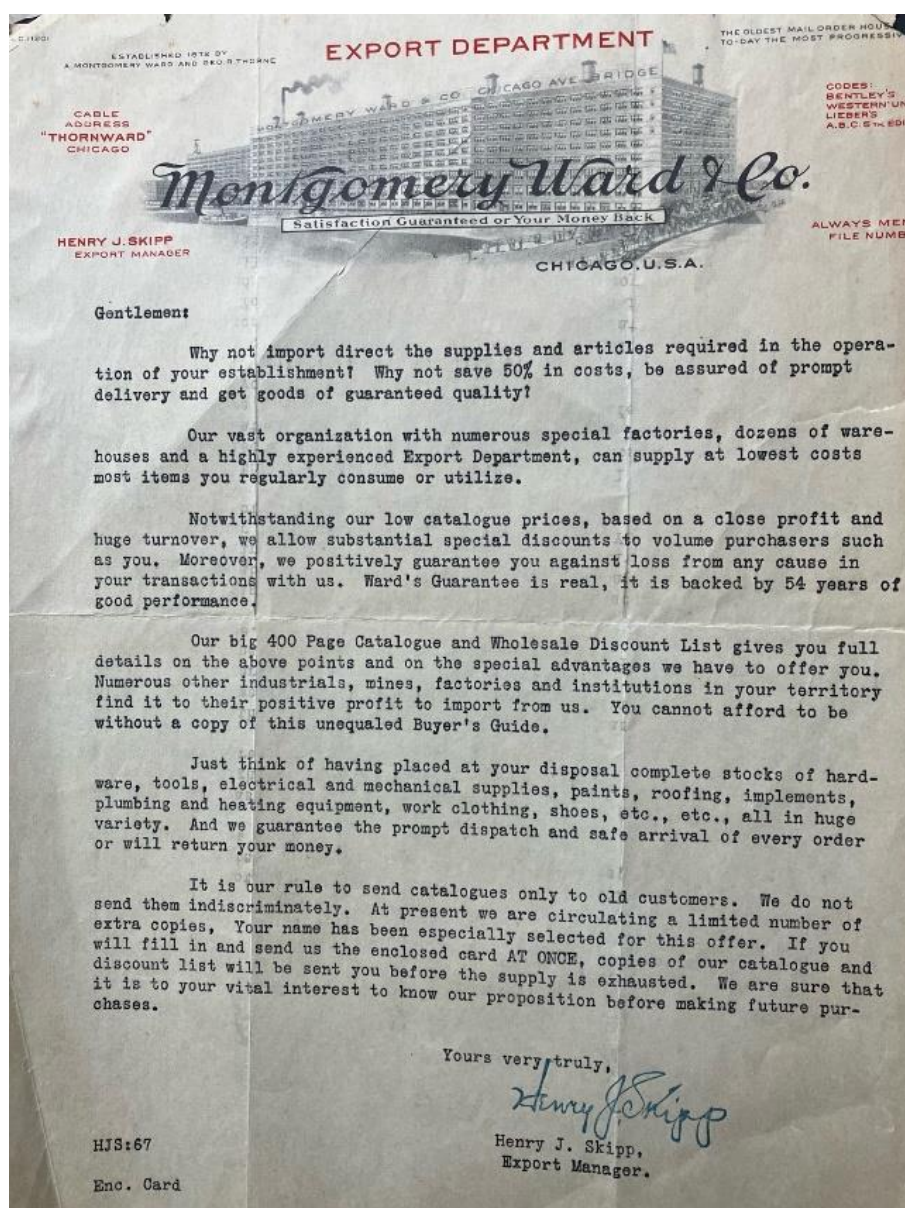 EXPORT DEPARTMENT
ESTABLISHED 1872 BY
A MONTGOMERY WARD AND GEO. R. THORNE
THE OLDEST MAIL ORDER HOUS
TO-DAY THE MOST PROGRESSIV
CABLE
ADDRESS
"THORNWARD"
CHICAGO
MONTGOMERY WARD & CO. CHICAGO AVE. BRIDGE
CODES:
BENTLEY'S
WESTERN UN
LIEBER'S
A.B.C. 5TH EDI
Montgomery Ward & Co.
Satisfaction Guaranteed or Your Money Back
HENRY J. SKIPP
EXPORT MANAGER
ALWAYS MEN
FILE NUMB
CHICAGO, U.S.A.
Gentlemen:
Why not import direct the supplies and articles required in the opera-
tion of your establishment? Why not save 50% in costs, be assured of prompt
delivery and get goods of guaranteed quality?
Our vast organization with numerous special factories, dozens of ware-
houses and a highly experienced Export Department, can supply at lowest costs
most items you regularly consume or utilize.
Notwithstanding our low catalogue prices, based on a close profit and
huge turnover, we allow substantial special discounts to volume purchasers such
as you. Moreover, we positively guarantee you against loss from any cause in
your transactions with us. Ward's Guarantee is real, it is backed by 54 years of
good performance.
Our big 400 Page Catalogue and Wholesale Discount List gives you full
details on the above points and on the special advantages we have to offer you.
Numerous other industrials, mines, factories and institutions in your territory
find it to their positive profit to import from us. You cannot afford to be
without a copy of this unequaled Buyer's Guide.
Just think of having placed at your disposal complete stocks of hard-
ware, tools, electrical and mechanical supplies, paints, roofing, implements,
plumbing and heating equipment, work clothing, shoes, etc., etc., all in huge
variety. And we guarantee the prompt dispatch and safe arrival of every order
or will return your money.
It is our rule to send catalogues only to old customers. We do not
send them indiscriminately. At present we are circulating a limited number of
extra copies, Your name has been especially selected for this offer. If you
will fill in and send us the enclosed card AT ONCE, copies of our catalogue and
discount list will be sent you before the supply is exhausted. We are sure that
it is to your vital interest to know our proposition before making future pur-
chases.
Yours very truly,
Henry J. Skipp
HJS:67
Henry J. Skipp,
Export Manager.
Enc. Card